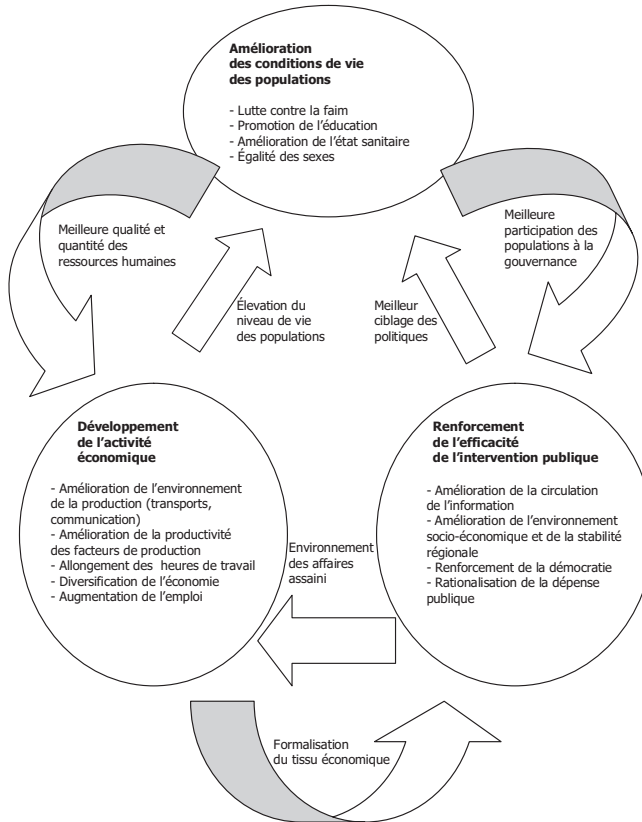 Amélioration
des conditions de vie
des populations
- Lutte contre la faim
- Promotion de l'éducation
- Amélioration de l'état sanitaire
- Égalité des sexes
Meilleure qualité et
quantité des
ressources humaines
Meilleure
participation des
populations à la
gouvernance
Élevation du
niveau de vie
des populations
Meilleur
ciblage des
politiques
Développement
de l'activité
économique
- Amélioration de l'environnement
de la production (transports,
communication)
- Amélioration de la productivité
des facteurs de production
- Allongement des heures de travail
- Diversification de l'économie
- Augmentation de l'emploi
Renforcement
de l'efficacité
de l'intervention publique
- Amélioration de la circulation
de l'information
- Amélioration de l'environnement
socio-économique et de la stabilité
régionale
- Renforcement de la démocratie
- Rationalisation de la dépense
publique
Environnement
des affaires
assaini
Formalisation
du tissu économique